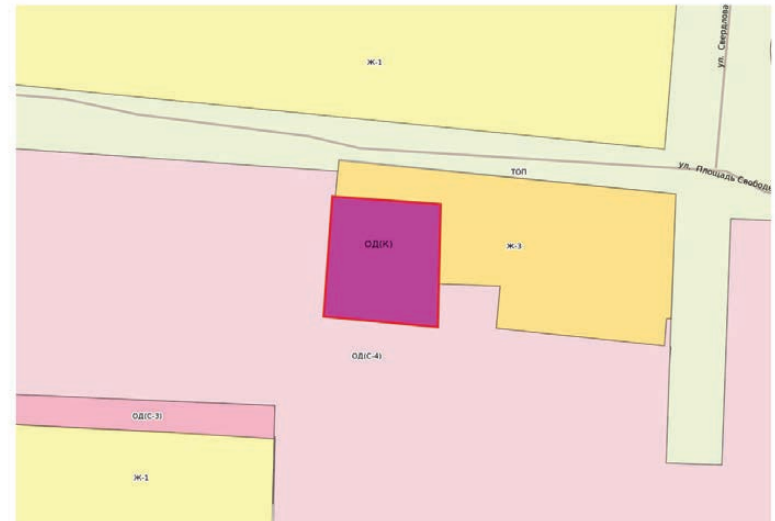 ул. Свердлова
Ж-1
ул. Площадь Свободы
ТОП
ОД(К)
Ж-3
ОД(С-4)
ОД(С-3)
Ж-1